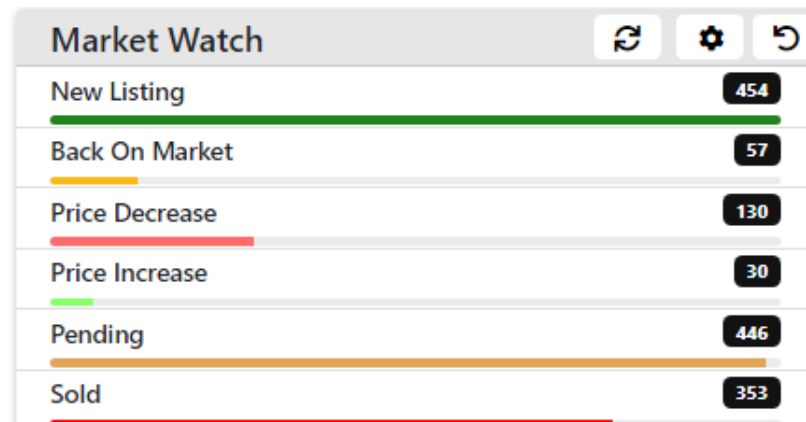 Market Watch
New Listing 454
Back On Market 57
Price Decrease 130
Price Increase 30
Pending 446
Sold 353